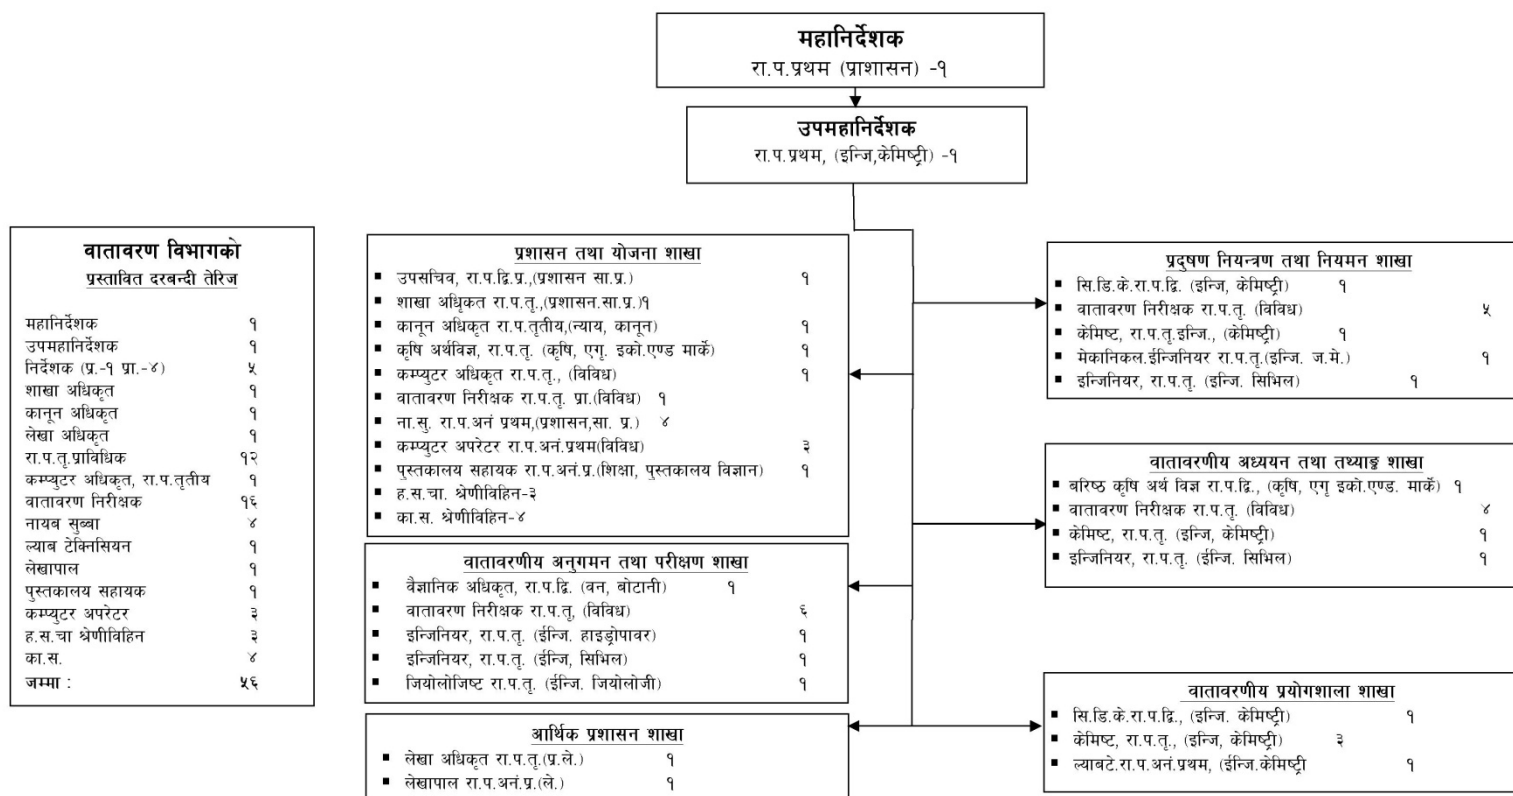 महानिर्देशक
रा.प.प्रथम (प्राशासन) -१
उपमहानिर्देशक
रा.प.प्रथम, (इन्जि,केमिष्ट्री) -१
वातावरण विभागको
प्रस्तावित दरबन्दी तेरिज
महानिर्देशक १
उपमहानिर्देशक १
निर्देशक (प्र.-१ प्रा.-४) ५
शाखा अधिकृत १
कानून अधिकृत १
लेखा अधिकृत १
रा.प.तृ.प्राविधिक १२
कम्प्युटर अधिकृत, रा.प.तृतीय १
वातावरण निरीक्षक १६
नायब सुब्बा ४
ल्याब टेक्निसियन १
लेखापाल १
पुस्तकालय सहायक १
कम्प्युटर अपरेटर ३
ह.स.चा श्रेणीविहिन ३
का.स. ४
जम्मा : ५६
प्रशासन तथा योजना शाखा
▪ उपसचिव, रा.प.द्वि.प्र.,(प्रशासन सा.प्र.) १
▪ शाखा अधिकृत रा.प.तृ.,(प्रशासन.सा.प्र.)१
▪ कानून अधिकृत रा.प.तृतीय,(न्याय, कानून) १
▪ कृषि अर्थविज्ञ, रा.प.तृ. (कृषि, एगृ. इको.एण्ड मार्के) १
▪ कम्प्युटर अधिकृत रा.प.तृ., (विविध) १
▪ वातावरण निरीक्षक रा.प.तृ. प्रा.(विविध) १
▪ ना.सु. रा.प.अनं प्रथम,(प्रशासन,सा. प्र.) ४
▪ कम्प्युटर अपरेटर रा.प.अनं.प्रथम(विविध) ३
▪ पुस्तकालय सहायक रा.प.अनं.प्र.(शिक्षा, पुस्तकालय विज्ञान) १
▪ ह.स.चा. श्रेणीविहिन-३
▪ का.स. श्रेणीविहिन-४
वातावरणीय अनुगमन तथा परीक्षण शाखा
▪ वैज्ञानिक अधिकृत, रा.प.द्वि. (वन, बोटानी) १
▪ वातावरण निरीक्षक रा.प.तृ, (विविध) ६
▪ इन्जिनियर, रा.प.तृ. (ईन्जि. हाइड्रोपावर) १
▪ इन्जिनियर, रा.प.तृ. (ईन्जि, सिभिल) १
▪ जियोलोजिष्ट रा.प.तृ. (ईन्जि. जियोलोजी) १
आर्थिक प्रशासन शाखा
▪ लेखा अधिकृत रा.प.तृ.(प्र.ले.) १
▪ लेखापाल रा.प.अनं.प्र.(ले.) १
प्रदुषण नियन्त्रण तथा नियमन शाखा
▪ सि.डि.के.रा.प.द्वि. (इन्जि, केमिष्ट्री) १
▪ वातावरण निरीक्षक रा.प.तृ. (विविध) ५
▪ केमिष्ट, रा.प.तृ.इन्जि., (केमिष्ट्री) १
▪ मेकानिकल.ईन्जिनियर रा.प.तृ.(इन्जि. ज.मे.) १
▪ इन्जिनियर, रा.प.तृ. (इन्जि. सिभिल) १
वातावरणीय अध्ययन तथा तथ्याङ्क शाखा
▪ बरिष्ठ कृषि अर्थ विज्ञ रा.प.द्वि., (कृषि, एगृ इको.एण्ड. मार्के) १
▪ वातावरण निरीक्षक रा.प.तृ. (विविध) ४
▪ केमिष्ट, रा.प.तृ. (इन्जि, केमिष्ट्री) १
▪ इन्जिनियर, रा.प.तृ. (ईन्जि. सिभिल) १
वातावरणीय प्रयोगशाला शाखा
▪ सि.डि.के.रा.प.द्वि., (इन्जि. केमिष्ट्री) १
▪ केमिष्ट, रा.प.तृ., (इन्जि, केमिष्ट्री) ३
▪ ल्याबटे.रा.प.अनं.प्रथम, (ईन्जि.केमिष्ट्री १